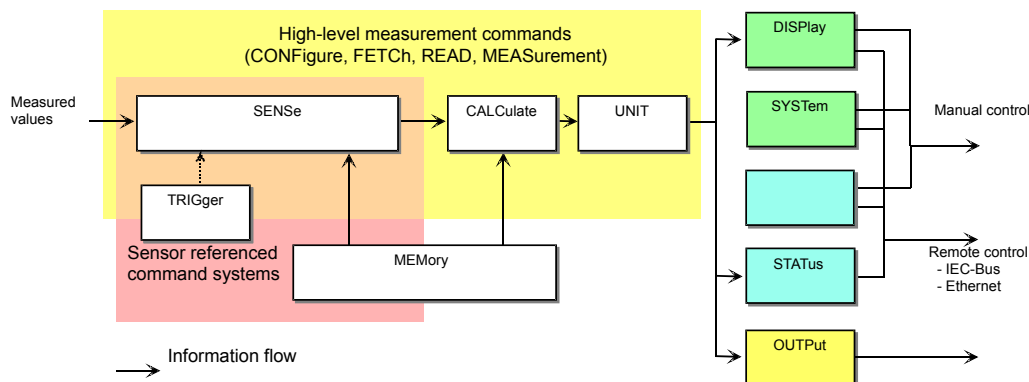 High-level measurement commands
(CONFigure, FETCh, READ, MEASurement)
Measured
values
SENSe
CALCulate
UNIT
TRIGger
Sensor referenced
command systems
MEMory
DISPlay
SYSTem
STATus
OUTPut
Manual control
Remote control
- IEC-Bus
- Ethernet
Information flow